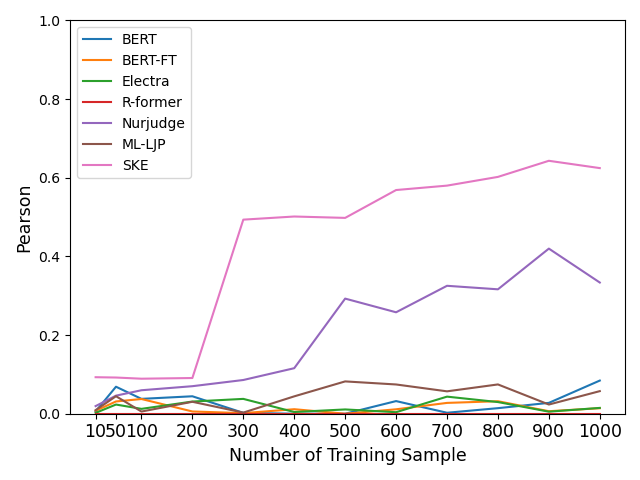 1.0
0.8
0.6
0.4
0.2
0.0
Pearson
BERT
BERT-FT
Electra
R-former
Nurjudge
ML-LJP
SKE
10 50 100 200 300 400 500 600 700 800 900 1000
Number of Training Sample